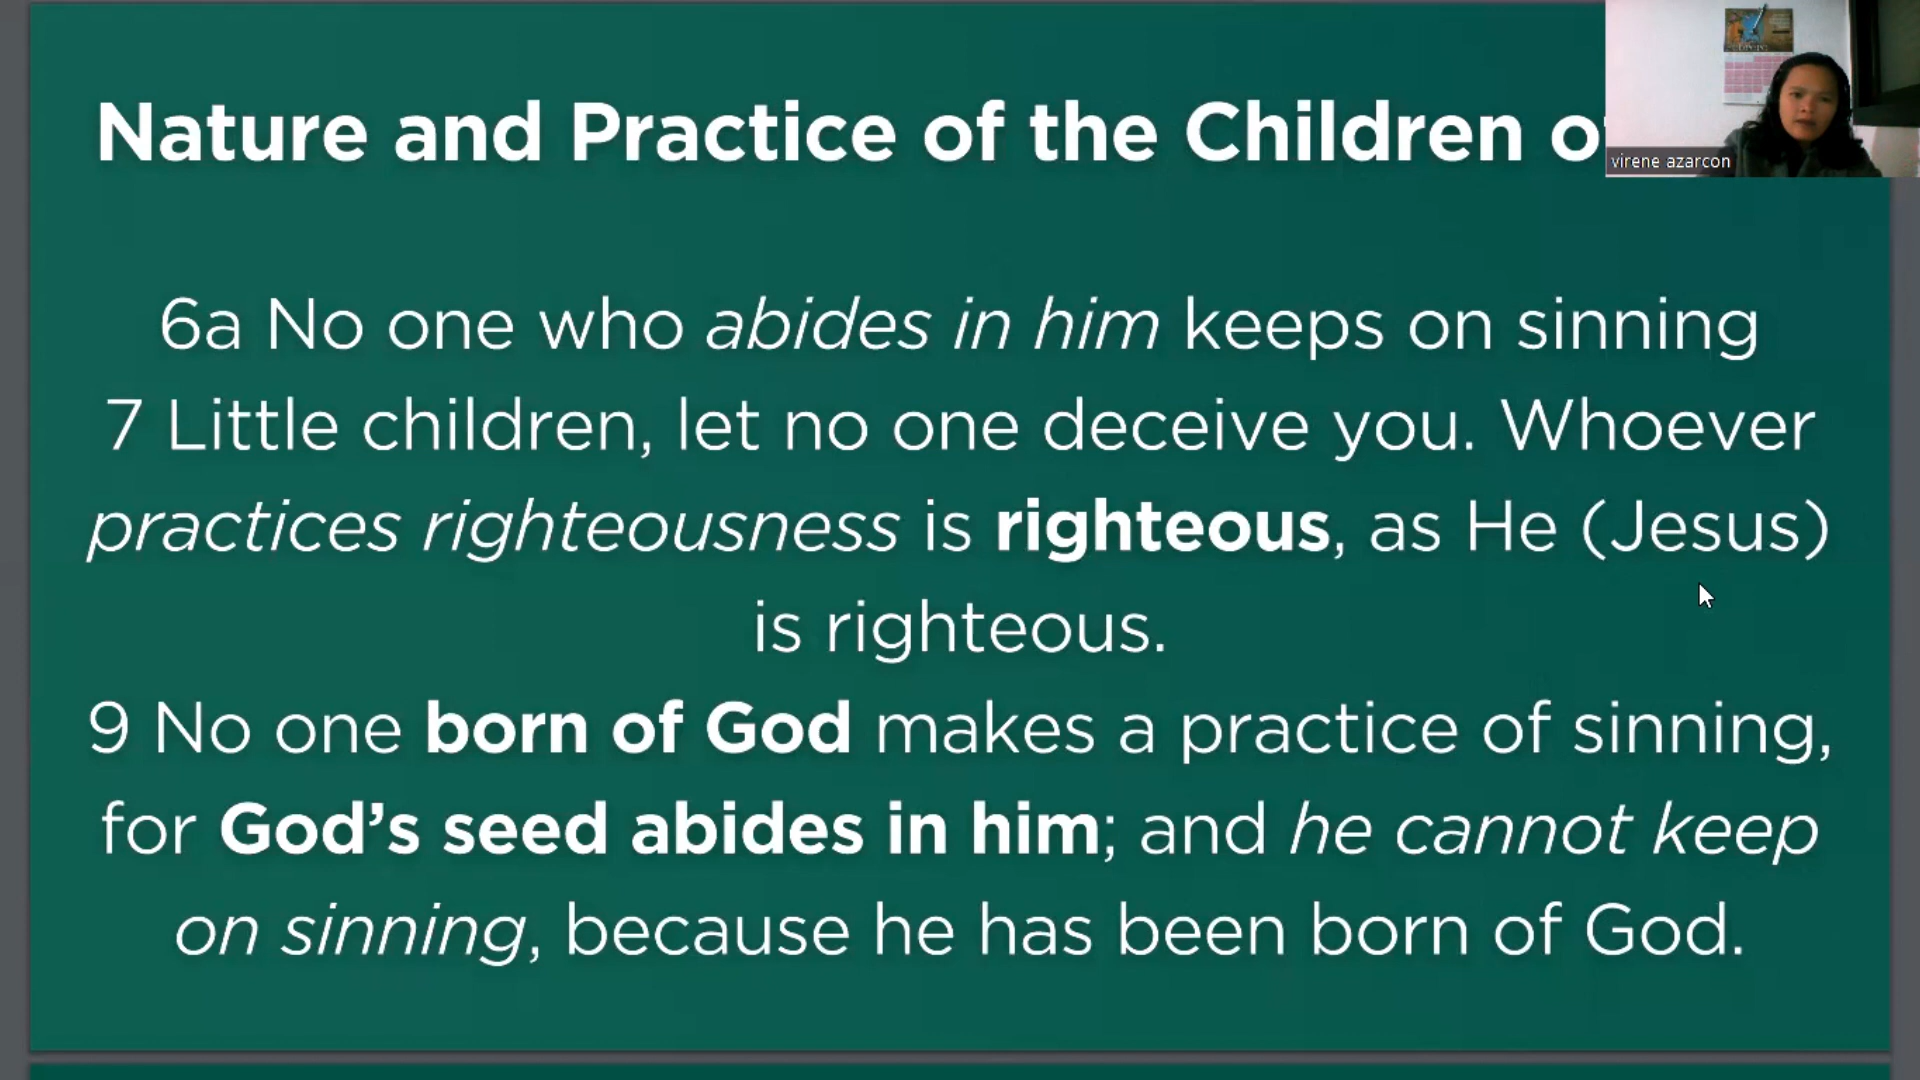 Nature and Practice of the Children of
virene azarcon
6a No one who abides in him keeps on sinning
7 Little children, let no one deceive you. Whoever
practices righteousness is righteous, as He (Jesus)
is righteous.
9 No one born of God makes a practice of sinning,
for God’s seed abides in him; and he cannot keep
on sinning, because he has been born of God.